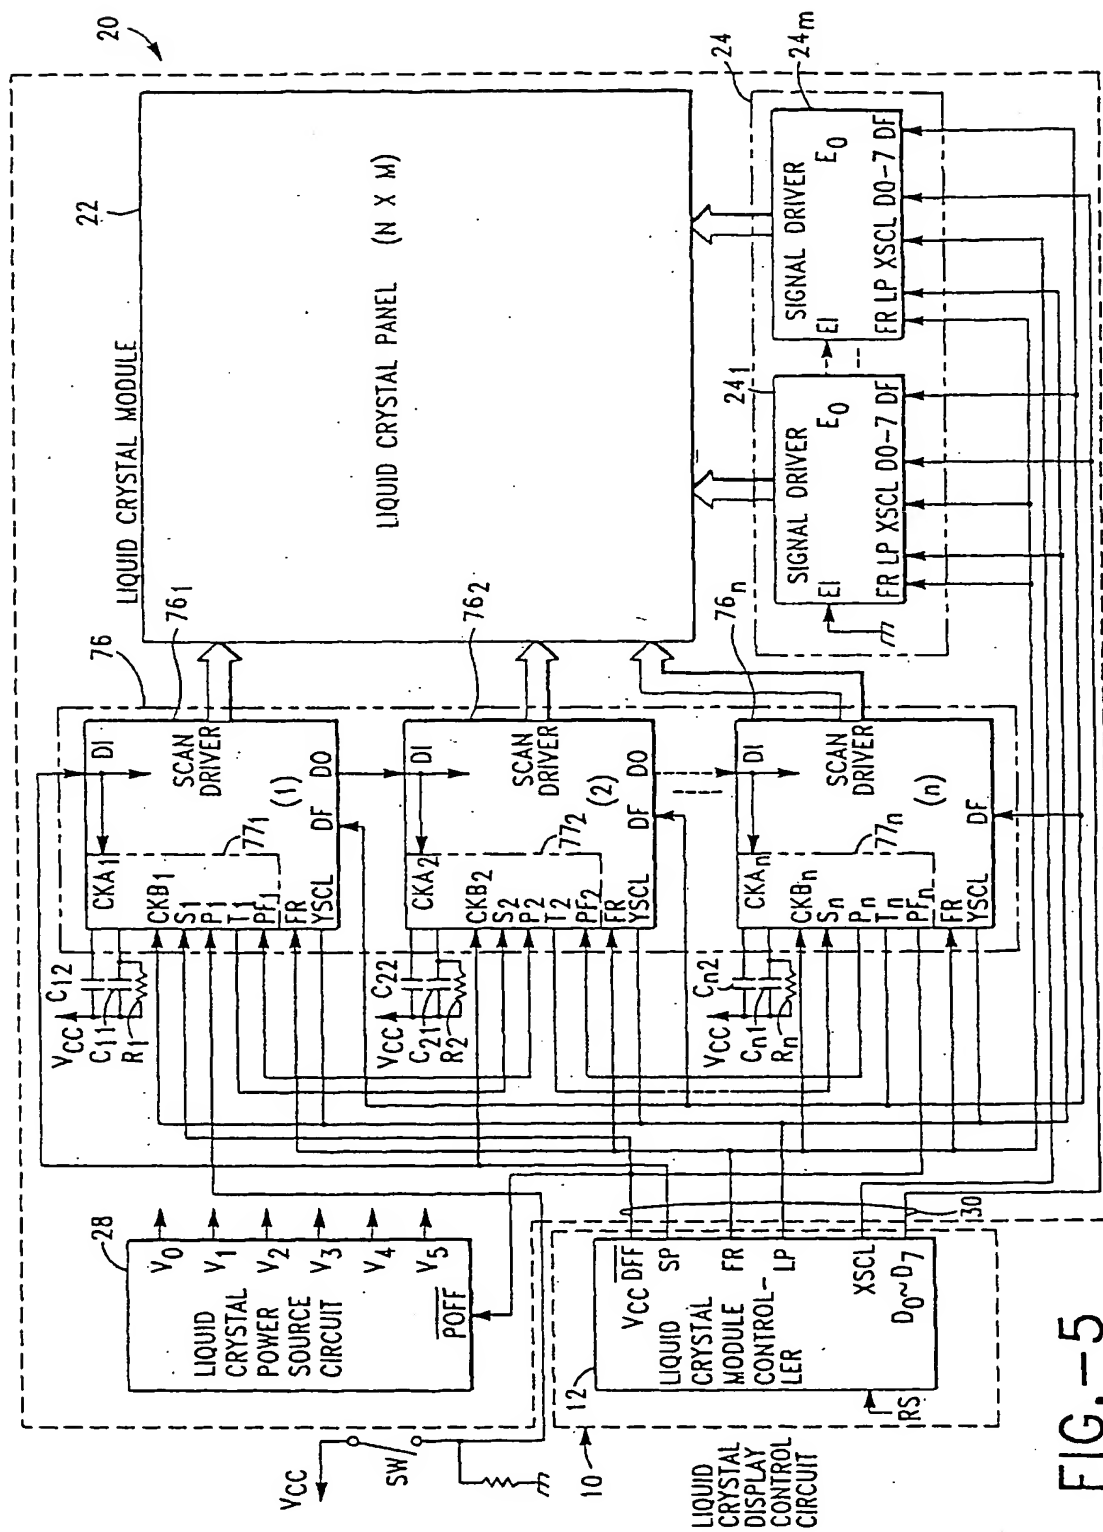 LIQUID CRYSTAL MODULE
20
22
LIQUID CRYSTAL PANEL (N X M)
24
24m
SIGNAL DRIVER
EI
E0
FR LP XSCL D0-7 DF
241
SIGNAL DRIVER
EI
E0
FR LP XSCL D0-7 DF
76
761
DI
SCAN DRIVER
(1)
DO
DF
CKA1
771
CKB1
S1
P1
T1
PF1
FR
YSCL
VCC
C12
C11
R1
762
DI
SCAN DRIVER
(2)
DO
DF
CKA2
772
CKB2
S2
P2
T2
PF2
FR
YSCL
VCC
C22
C21
R2
76n
DI
SCAN DRIVER
(n)
DF
CKAn
77n
CKBn
Sn
Pn
Tn
PFn
FR
YSCL
VCC
Cn2
Cn1
Rn
28
LIQUID
CRYSTAL
POWER
SOURCE
CIRCUIT
V0
V1
V2
V3
V4
V5
POFF
VCC
SW
12
LIQUID
CRYSTAL
MODULE
CONTROL-
LER
VCC DFF
SP
FR
LP
XSCL
D0~D7
RS
30
10
LIQUID
CRYSTAL
DISPLAY
CONTROL
CIRCUIT
FIG.-5